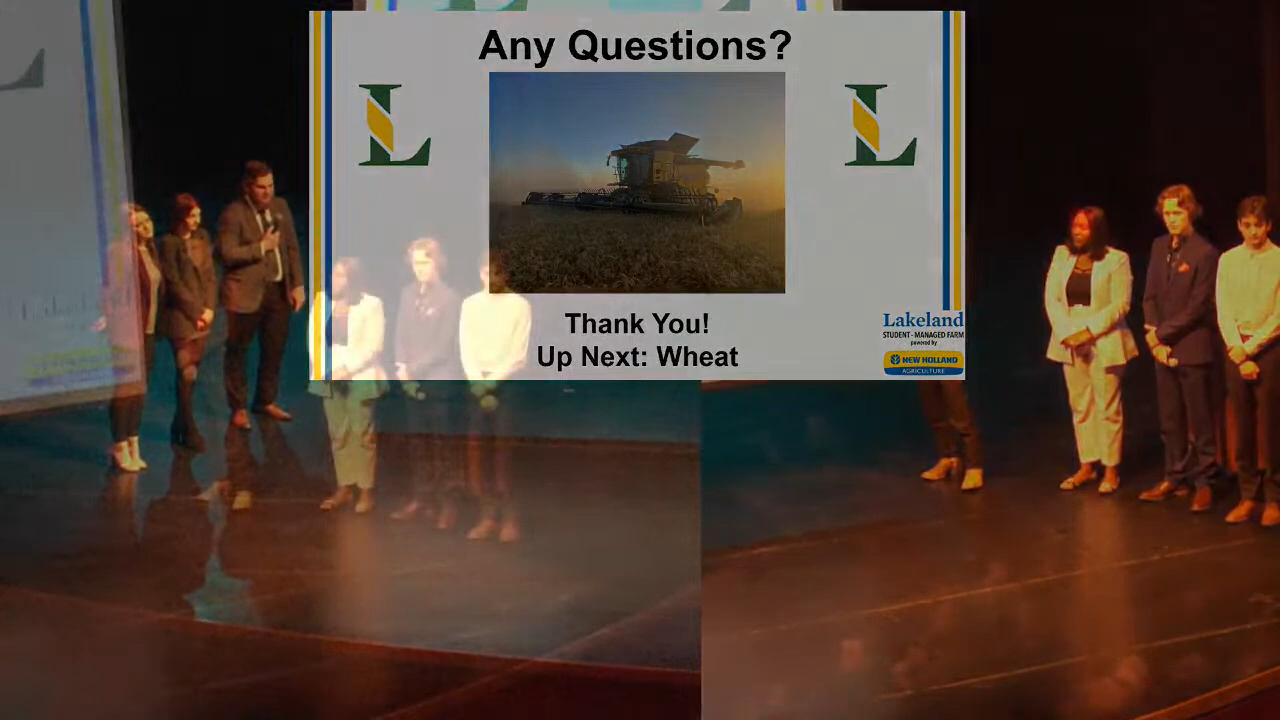 Any Questions?
L
L
Thank You!
Up Next: Wheat
Lakeland
STUDENT-MANAGED FARM
powered by
NEW HOLLAND
AGRICULTURE